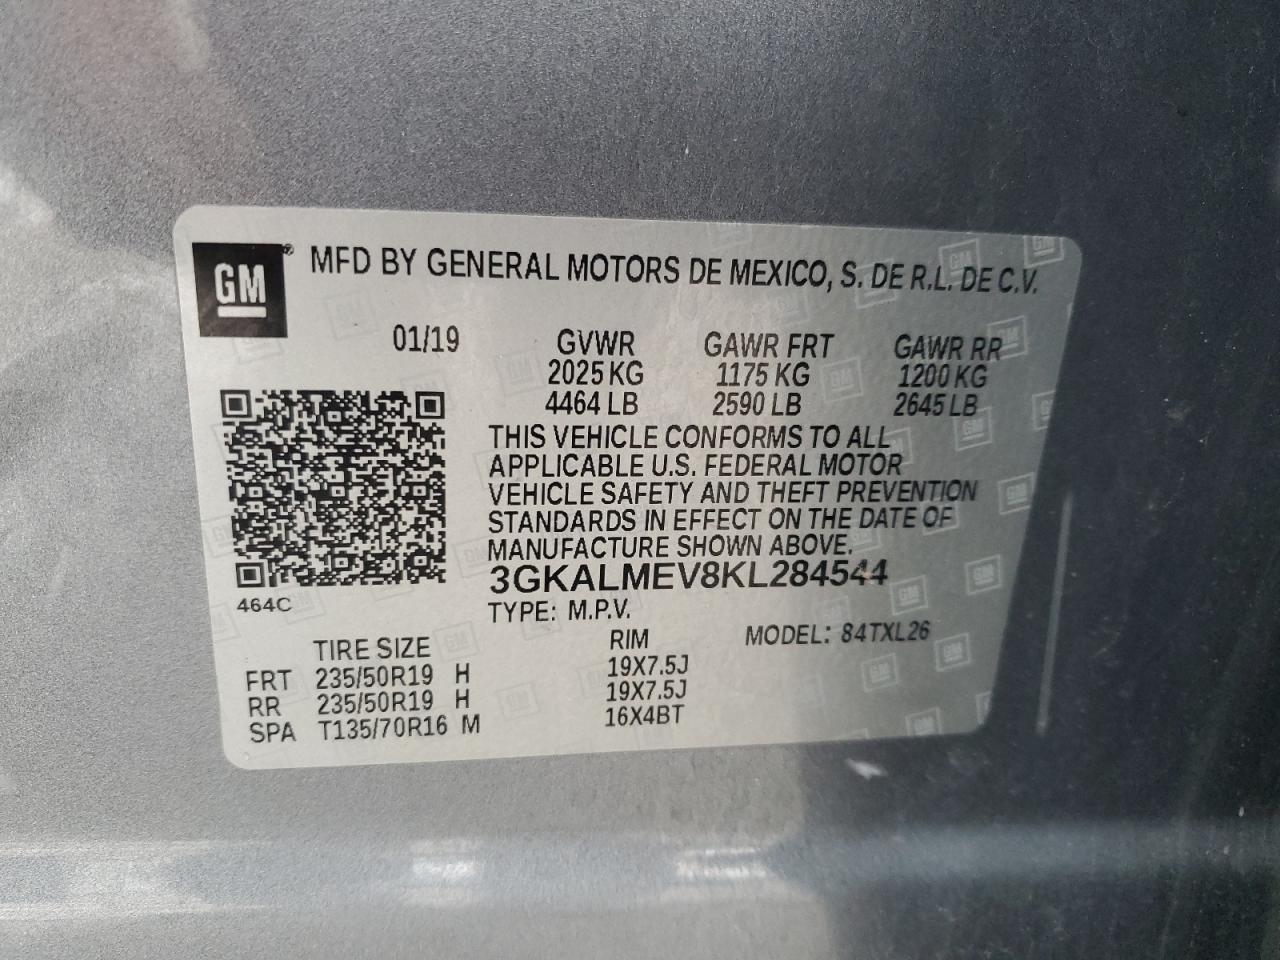 GM® MFD BY GENERAL MOTORS DE MEXICO, S. DE R.L. DE C.V.
01/19 GVWR GAWR FRT GAWR RR
2025 KG 1175 KG 1200 KG
4464 LB 2590 LB 2645 LB
THIS VEHICLE CONFORMS TO ALL
APPLICABLE U.S. FEDERAL MOTOR
VEHICLE SAFETY AND THEFT PREVENTION
STANDARDS IN EFFECT ON THE DATE OF
MANUFACTURE SHOWN ABOVE.
3GKALMEV8KL284544
464C
TYPE: M.P.V.
TIRE SIZE RIM MODEL: 84TXL26
FRT 235/50R19 H 19X7.5J
RR 235/50R19 H 19X7.5J
SPA T135/70R16 M 16X4BT